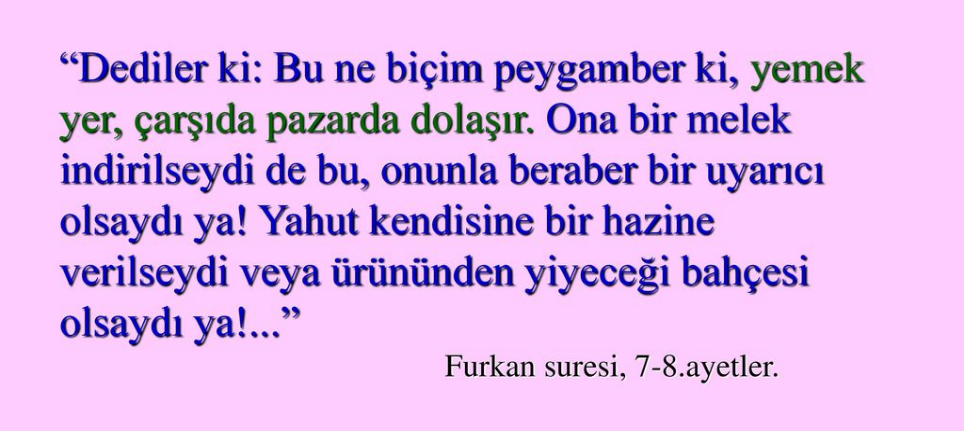 “Dediler ki: Bu ne biçim peygamber ki, yemek
yer, çarşıda pazarda dolaşır. Ona bir melek
indirilseydi de bu, onunla beraber bir uyarıcı
olsaydı ya! Yahut kendisine bir hazine
verilseydi veya ürününden yiyeceği bahçesi
olsaydı ya!...”
Furkan suresi, 7-8.ayetler.